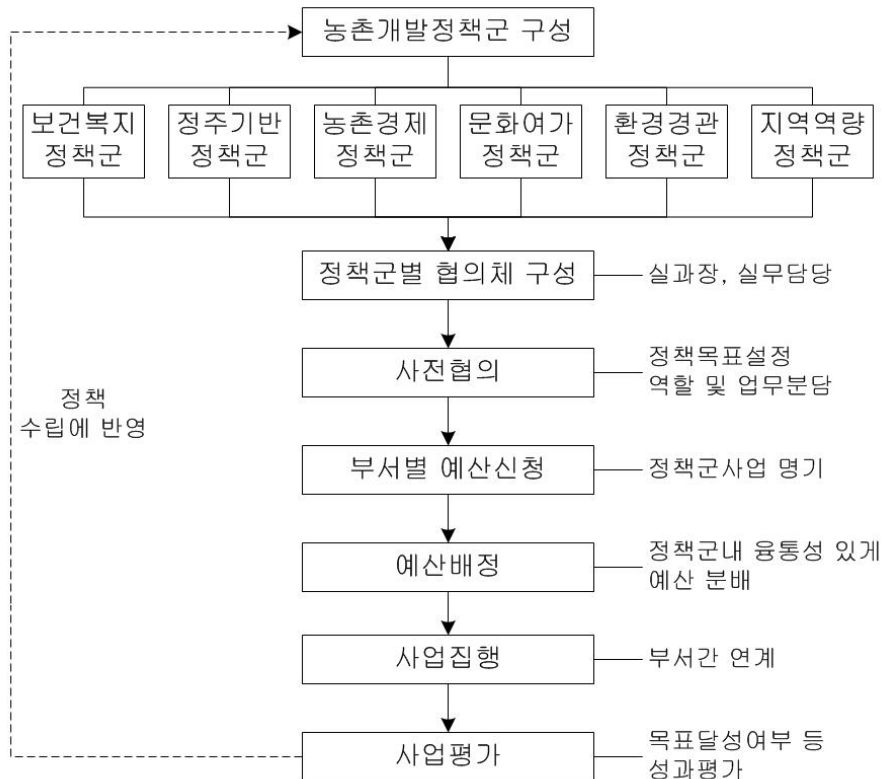 농촌개발정책군 구성
보건복지
정책군
정주기반
정책군
농촌경제
정책군
문화여가
정책군
환경경관
정책군
지역역량
정책군
정책군별 협의체 구성
실과장, 실무담당
사전협의
정책목표설정
역할 및 업무분담
정책
수립에 반영
부서별 예산신청
정책군사업 명기
예산배정
정책군내 융통성 있게
예산 분배
사업집행
부서간 연계
사업평가
목표달성여부 등
성과평가